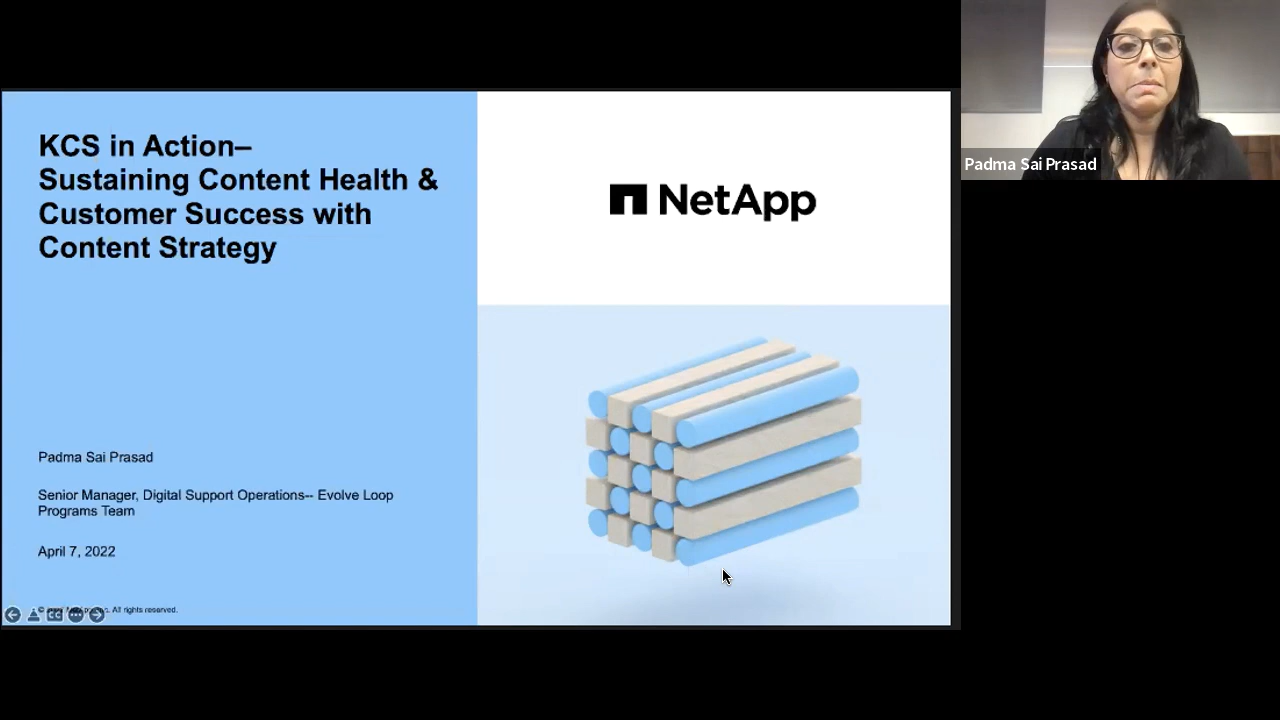 KCS in Action–
Sustaining Content Health &
Customer Success with
Content Strategy
NetApp
Padma Sai Prasad
Senior Manager, Digital Support Operations-- Evolve Loop
Programs Team
April 7, 2022
All rights reserved.
CC
Padma Sai Prasad